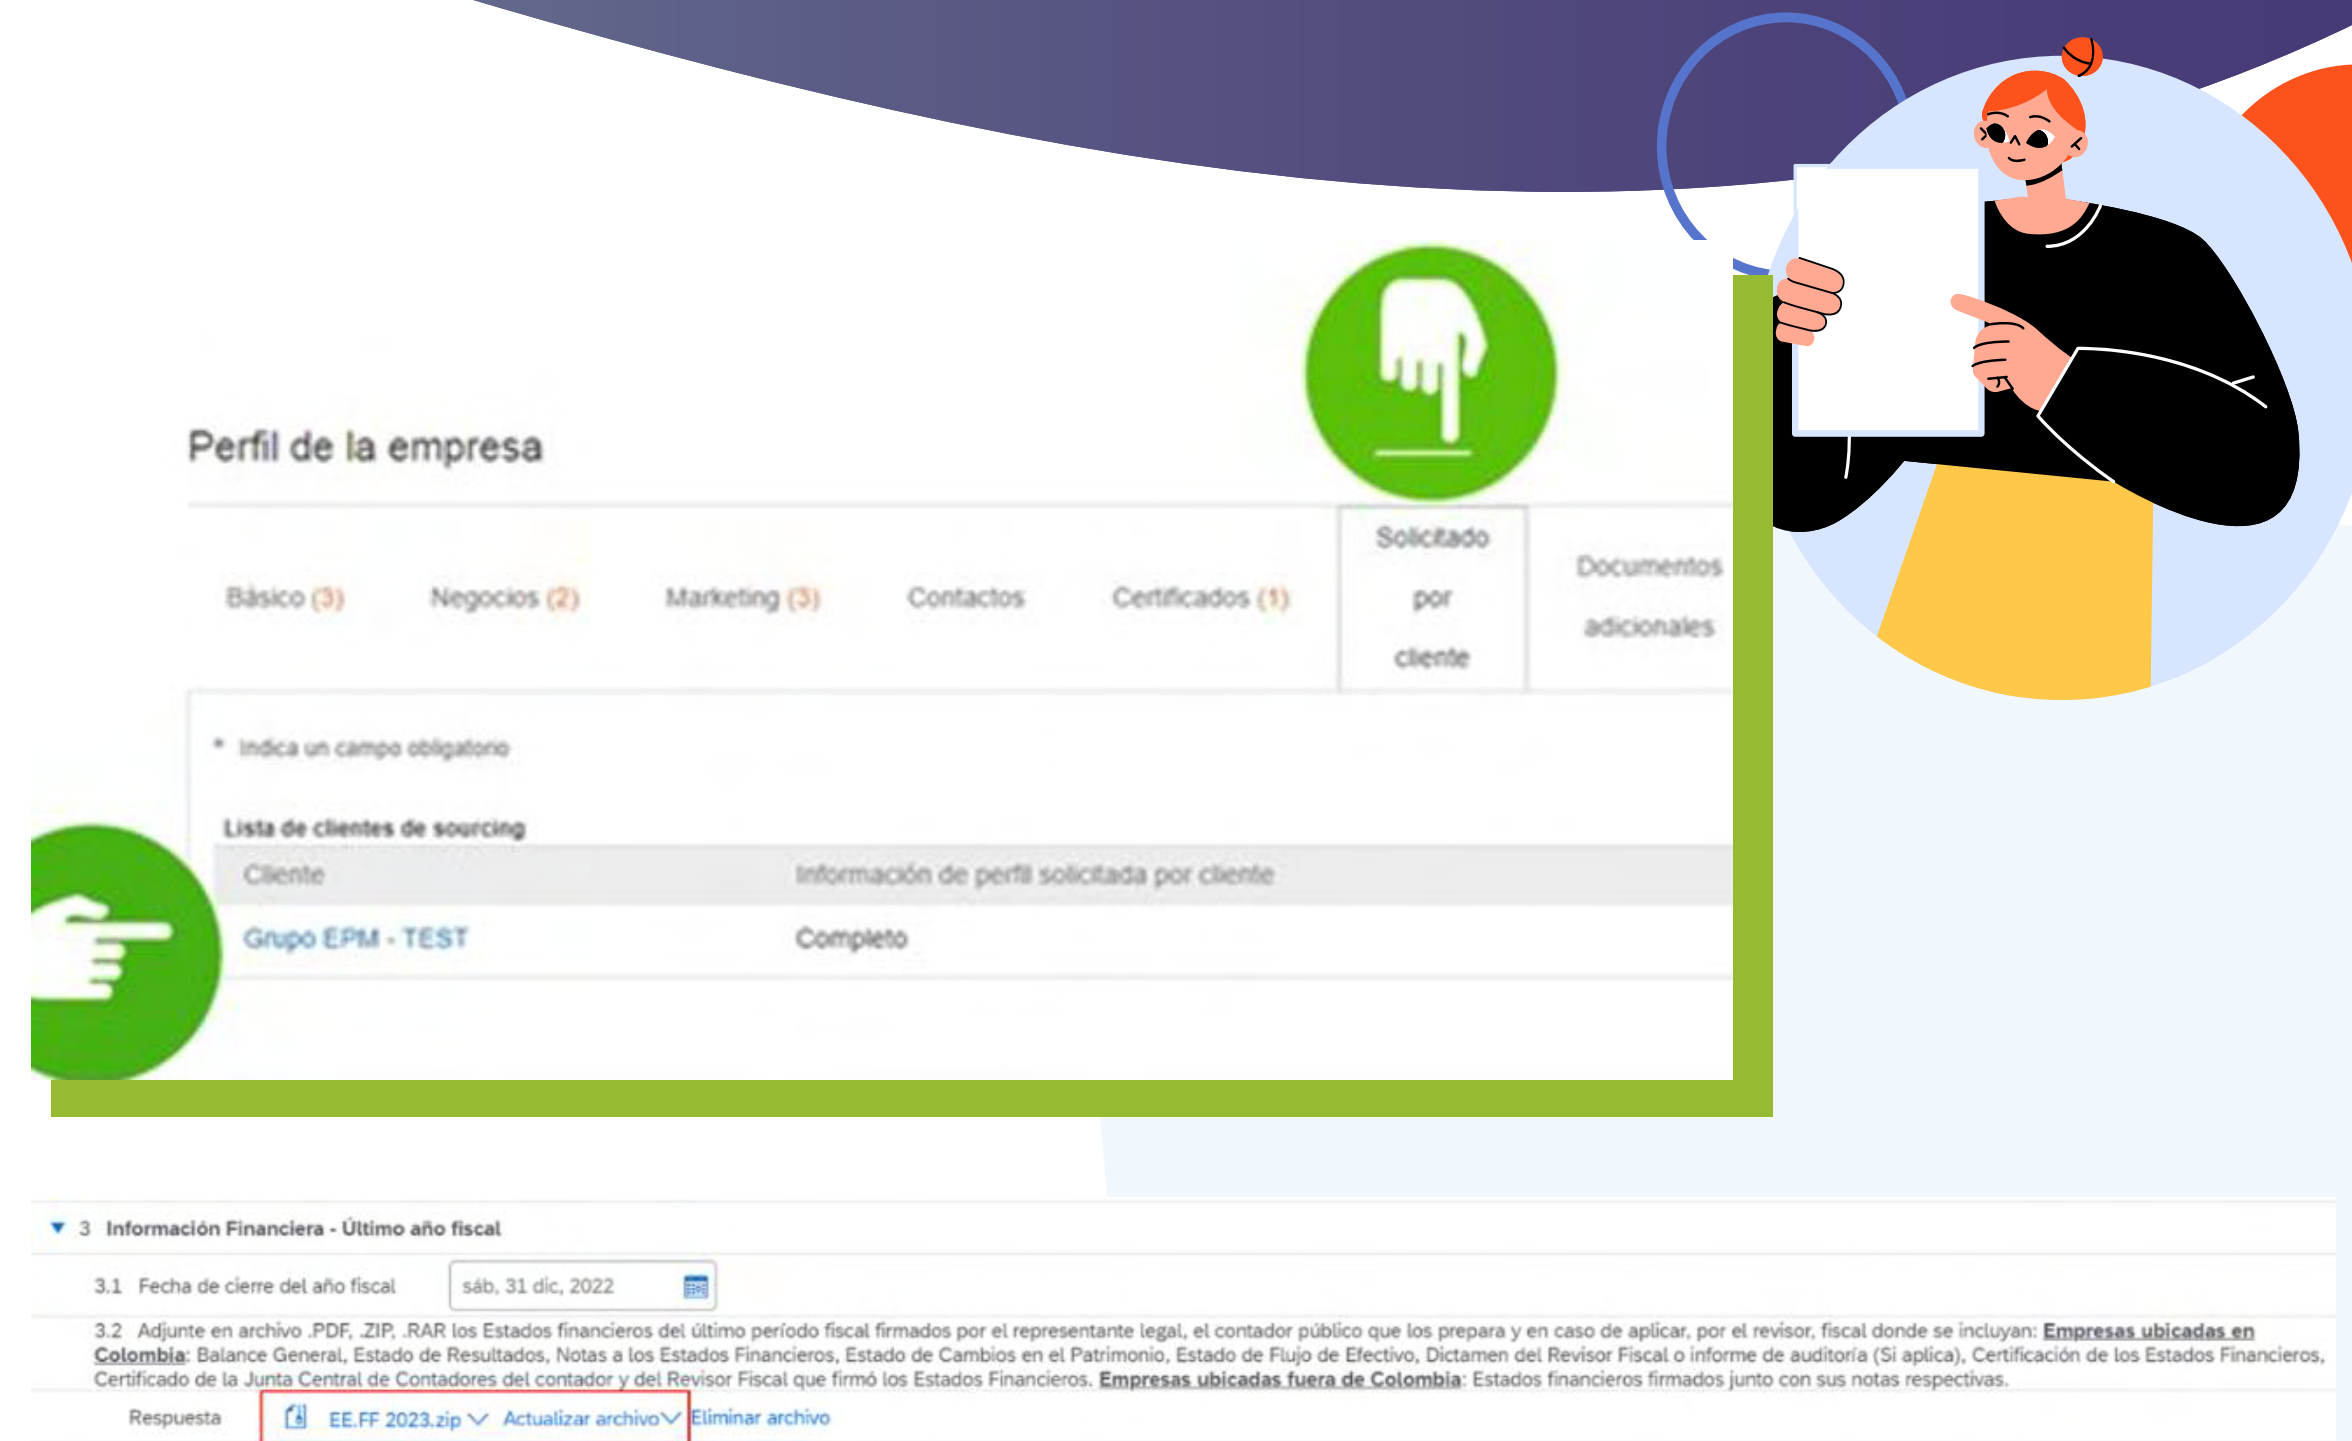 Perfil de la empresa
Básico (3)
Negocios (2)
Marketing (3)
Contactos
Certificados (1)
Solicitado
por
cliente
Documentos
adicionales
* Indica un campo obligatorio
Lista de clientes de sourcing
Cliente Información de perfil solicitada por cliente
Grupo EPM - TEST Completo
3 Información Financiera - Último año fiscal
3.1 Fecha de cierre del año fiscal sáb, 31 dic, 2022
3.2 Adjunte en archivo .PDF, .ZIP, .RAR los Estados financieros del último período fiscal firmados por el representante legal, el contador público que los prepara y en caso de aplicar, por el revisor, fiscal donde se incluyan: Empresas ubicadas en
Colombia: Balance General, Estado de Resultados, Notas a los Estados Financieros, Estado de Cambios en el Patrimonio, Estado de Flujo de Efectivo, Dictamen del Revisor Fiscal o informe de auditoría (Si aplica), Certificación de los Estados Financieros,
Certificado de la Junta Central de Contadores del contador y del Revisor Fiscal que firmó los Estados Financieros. Empresas ubicadas fuera de Colombia: Estados financieros firmados junto con sus notas respectivas.
Respuesta EE.FF 2023.zip Actualizar archivo Eliminar archivo